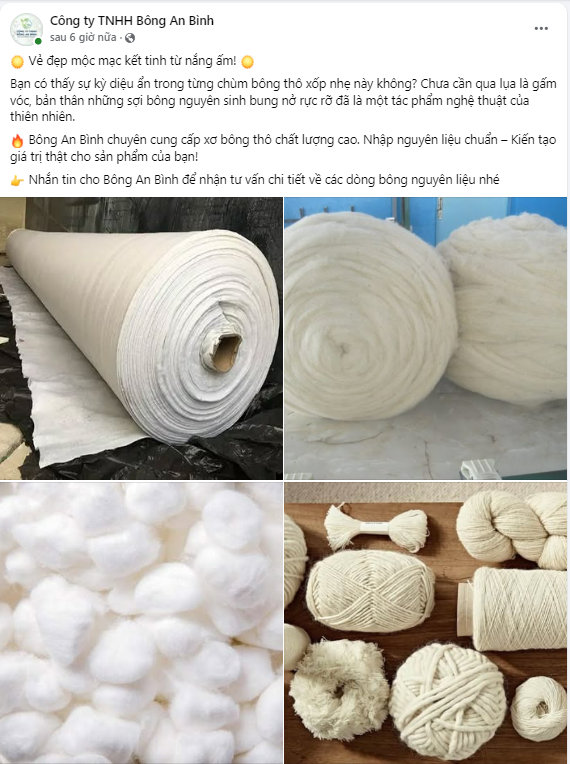 Công ty TNHH Bông An Bình
sau 6 giờ nữa ·
🌞 Vẻ đẹp mộc mạc kết tinh từ nắng ấm! 🌞
Bạn có thấy sự kỳ diệu ẩn trong từng chùm bông thô xốp nhẹ này không? Chưa cần qua lụa là gấm
vóc, bản thân những sợi bông nguyên sinh bung nở rực rỡ đã là một tác phẩm nghệ thuật của
thiên nhiên.
🔥 Bông An Bình chuyên cung cấp xơ bông thô chất lượng cao. Nhập nguyên liệu chuẩn – Kiến tạo
giá trị thật cho sản phẩm của bạn!
👉 Nhắn tin cho Bông An Bình để nhận tư vấn chi tiết về các dòng bông nguyên liệu nhé